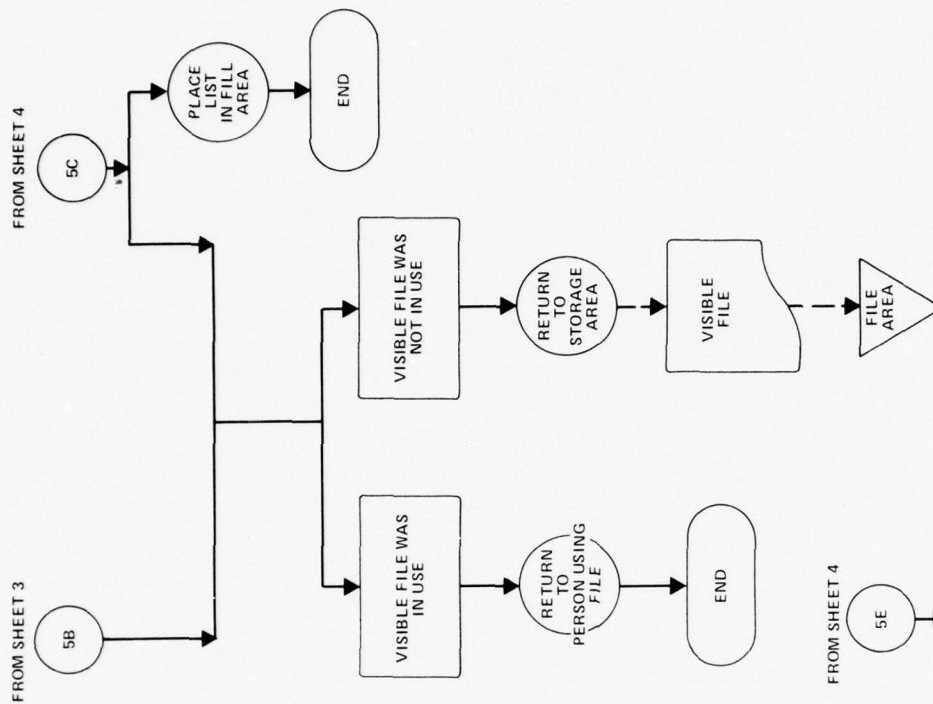 FROM SHEET 3
5B
FROM SHEET 4
5C
PLACE
LIST
IN FILL
AREA
END
VISIBLE FILE WAS
IN USE
VISIBLE FILE WAS
NOT IN USE
RETURN
TO
PERSON USING
FILE
RETURN
TO
STORAGE
AREA
END
VISIBLE
FILE
FILE
AREA
FROM SHEET 4
5E